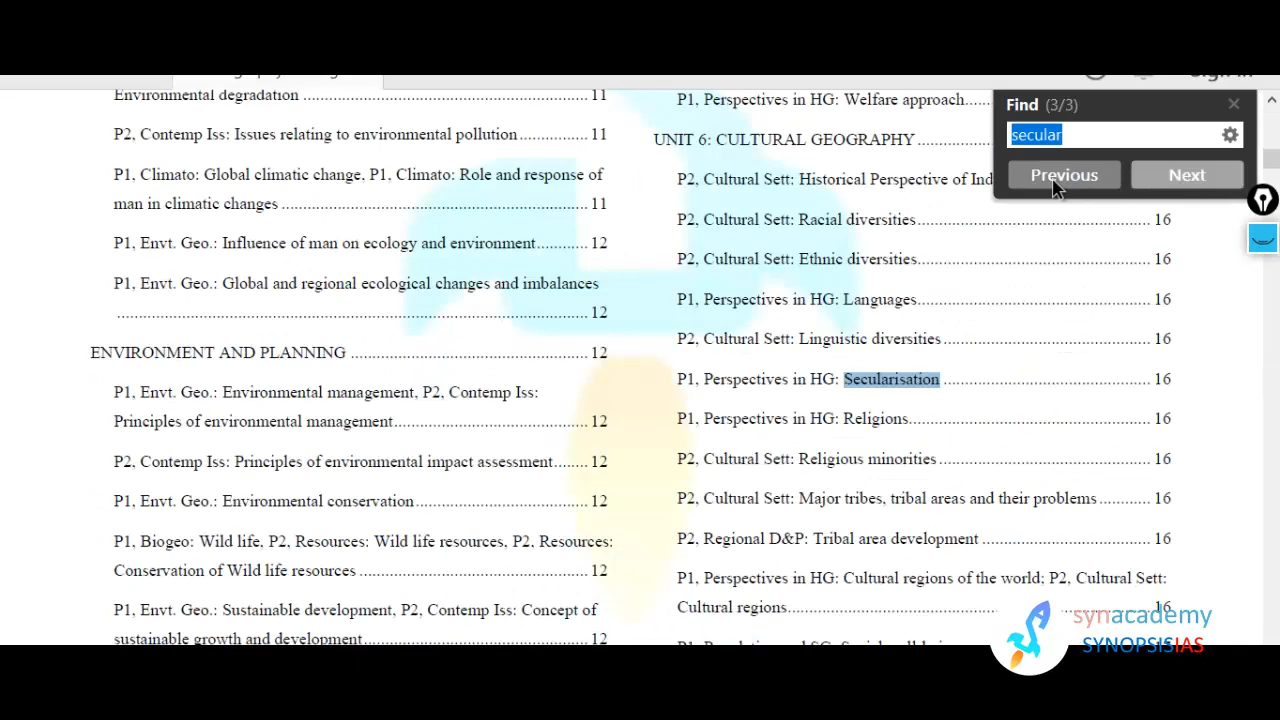 Environmental degradation .......... 11
P2, Contemp Iss: Issues relating to environmental pollution .......... 11
P1, Climato: Global climatic change, P1, Climato: Role and response of
man in climatic changes .......... 11
P1, Envt. Geo.: Influence of man on ecology and environment .......... 12
P1, Envt. Geo.: Global and regional ecological changes and imbalances
.......... 12
ENVIRONMENT AND PLANNING .......... 12
P1, Envt. Geo.: Environmental management, P2, Contemp Iss:
Principles of environmental management .......... 12
P2, Contemp Iss: Principles of environmental impact assessment .......... 12
P1, Envt. Geo.: Environmental conservation .......... 12
P1, Biogeo: Wild life, P2, Resources: Wild life resources, P2, Resources:
Conservation of Wild life resources .......... 12
P1, Envt. Geo.: Sustainable development, P2, Contemp Iss: Concept of
sustainable growth and development .......... 12
P1, Perspectives in HG: Welfare approach ..........
UNIT 6: CULTURAL GEOGRAPHY ..........
P2, Cultural Sett: Historical Perspective of Ind
P2, Cultural Sett: Racial diversities .......... 16
P2, Cultural Sett: Ethnic diversities .......... 16
P1, Perspectives in HG: Languages .......... 16
P2, Cultural Sett: Linguistic diversities .......... 16
P1, Perspectives in HG: Secularisation .......... 16
P1, Perspectives in HG: Religions .......... 16
P2, Cultural Sett: Religious minorities .......... 16
P2, Cultural Sett: Major tribes, tribal areas and their problems .......... 16
P2, Regional D&P: Tribal area development .......... 16
P1, Perspectives in HG: Cultural regions of the world; P2, Cultural Sett:
Cultural regions .......... 16
Sign In
Find (3/3)
secular
Previous
Next
synacademy
SYNOPSISIAS